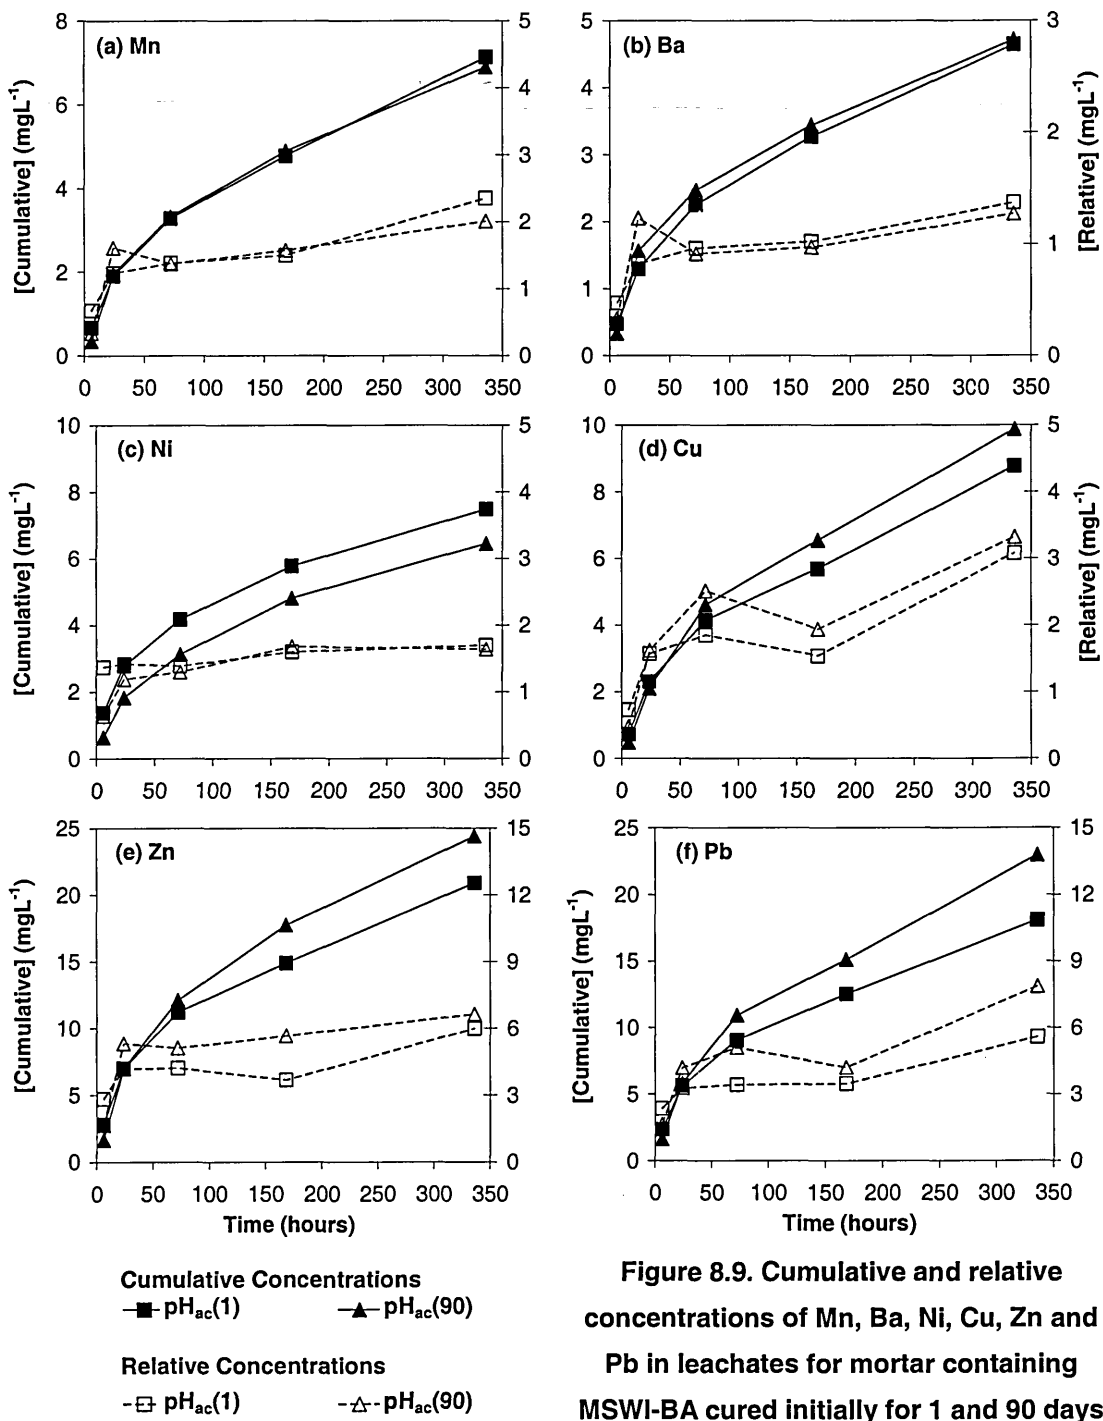 (a) Mn
[Cumulative] (mgL-1)
8
6
4
2
0
5
4
3
2
1
0
0 50 100 150 200 250 300 350
(b) Ba
5
4
3
2
1
0
3
2
1
0
[Relative] (mgL-1)
0 50 100 150 200 250 300 350
(c) Ni
[Cumulative] (mgL-1)
10
8
6
4
2
0
5
4
3
2
1
0
0 50 100 150 200 250 300 350
(d) Cu
10
8
6
4
2
0
5
4
3
2
1
0
[Relative] (mgL-1)
0 50 100 150 200 250 300 350
(e) Zn
[Cumulative] (mgL-1)
25
20
15
10
5
0
15
12
9
6
3
0
0 50 100 150 200 250 300 350
Time (hours)
(f) Pb
[Cumulative] (mgL-1)
25
20
15
10
5
0
15
12
9
6
3
0
0 50 100 150 200 250 300 350
Time (hours)
Cumulative Concentrations
pHac(1) pHac(90)
Relative Concentrations
pHac(1) pHac(90)
Figure 8.9. Cumulative and relative
concentrations of Mn, Ba, Ni, Cu, Zn and
Pb in leachates for mortar containing
MSWI-BA cured initially for 1 and 90 days